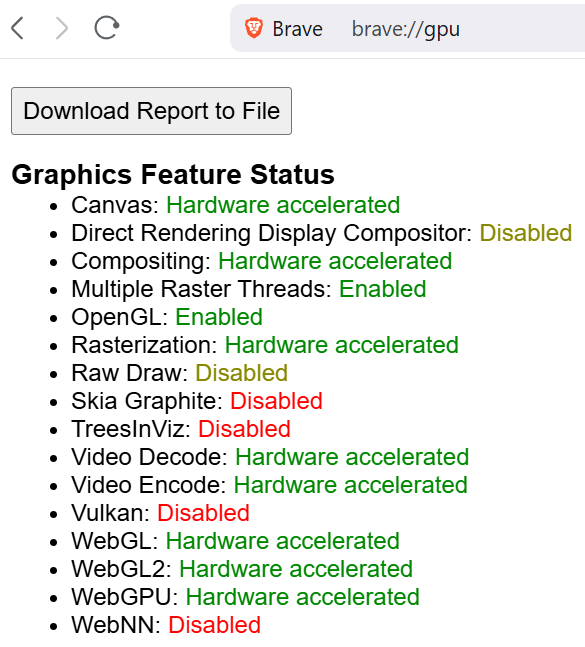 Brave brave://gpu
Download Report to File
Graphics Feature Status
Canvas: Hardware accelerated
Direct Rendering Display Compositor: Disabled
Compositing: Hardware accelerated
Multiple Raster Threads: Enabled
OpenGL: Enabled
Rasterization: Hardware accelerated
Raw Draw: Disabled
Skia Graphite: Disabled
TreesInViz: Disabled
Video Decode: Hardware accelerated
Video Encode: Hardware accelerated
Vulkan: Disabled
WebGL: Hardware accelerated
WebGL2: Hardware accelerated
WebGPU: Hardware accelerated
WebNN: Disabled